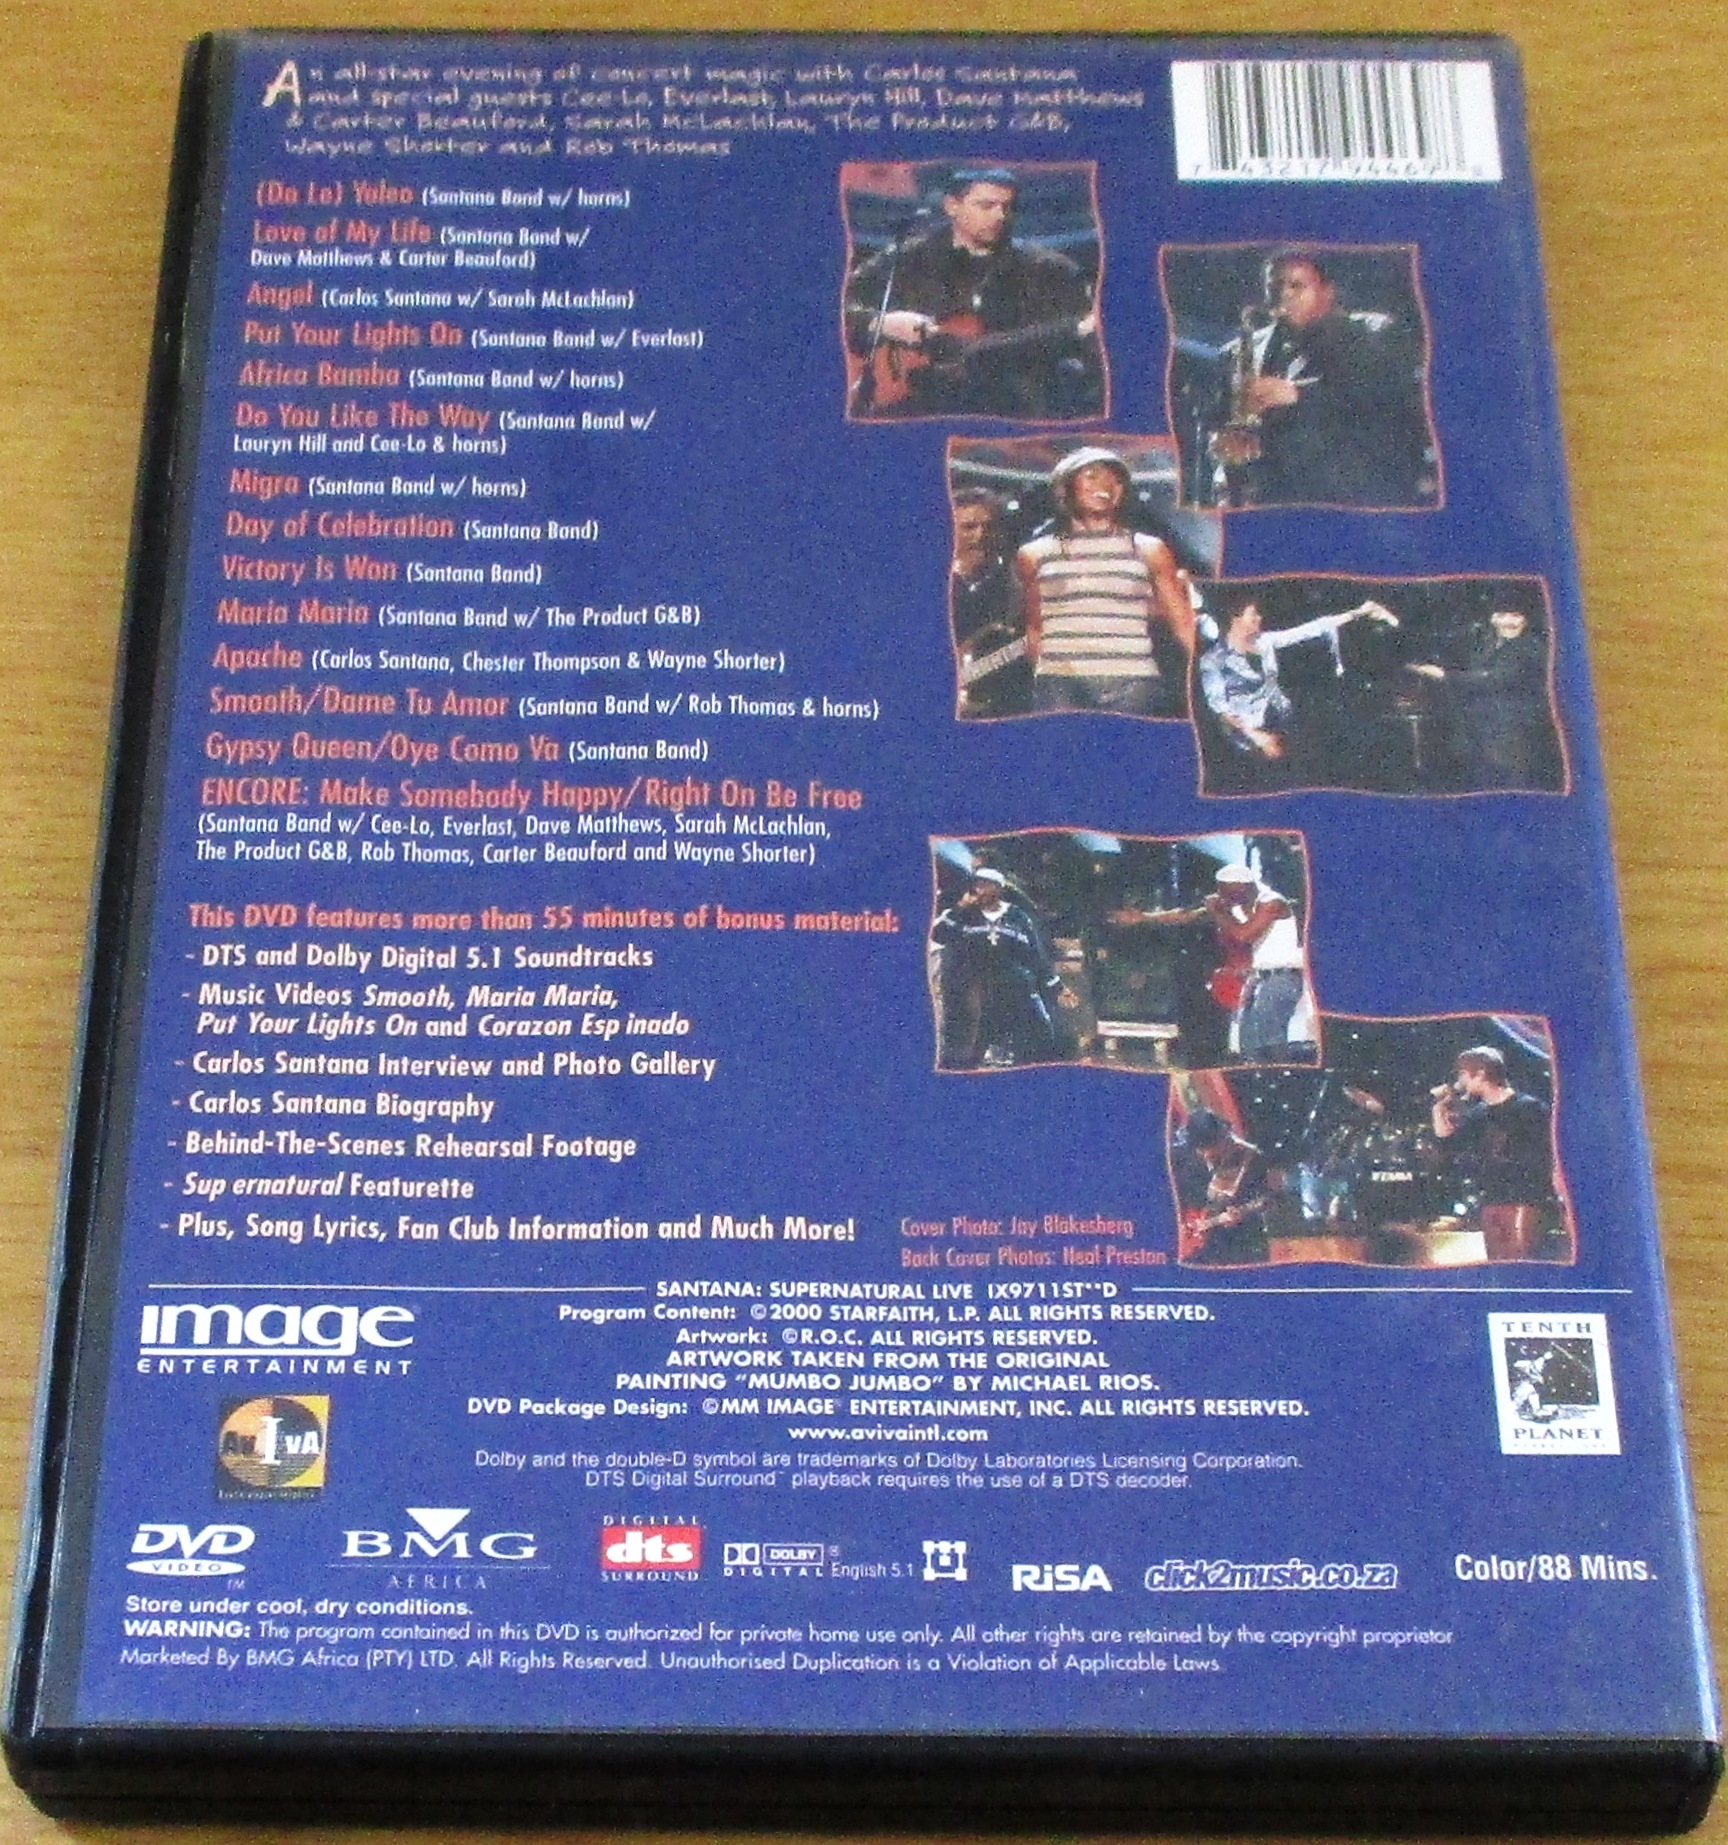 An all-star evening of concert magic with Carlos Santana
and special guests Cee-Lo, Everlast, Lauryn Hill, Dave Matthews
& Carter Beauford, Sarah McLachlan, The Product G&B,
Wayne Shorter and Rob Thomas
(Da Le) Yaleo (Santana Band w/ horns)
Love of My Life (Santana Band w/
Dave Matthews & Carter Beauford)
Angel (Carlos Santana w/ Sarah McLachlan)
Put Your Lights On (Santana Band w/ Everlast)
Africa Bamba (Santana Band w/ horns)
Do You Like The Way (Santana Band w/
Lauryn Hill and Cee-Lo & horns)
Migra (Santana Band w/ horns)
Day of Celebration (Santana Band)
Victory Is Won (Santana Band)
Maria Maria (Santana Band w/ The Product G&B)
Apache (Carlos Santana, Chester Thompson & Wayne Shorter)
Smooth/Dame Tu Amor (Santana Band w/ Rob Thomas & horns)
Gypsy Queen/Oye Como Va (Santana Band)
ENCORE: Make Somebody Happy/Right On Be Free
(Santana Band w/ Cee-Lo, Everlast, Dave Matthews, Sarah McLachlan,
The Product G&B, Rob Thomas, Carter Beauford and Wayne Shorter)
This DVD features more than 55 minutes of bonus material:
- DTS and Dolby Digital 5.1 Soundtracks
- Music Videos Smooth, Maria Maria,
Put Your Lights On and Corazon Esp inado
- Carlos Santana Interview and Photo Gallery
- Carlos Santana Biography
- Behind-The-Scenes Rehearsal Footage
- Sup ernatural Featurette
- Plus, Song Lyrics, Fan Club Information and Much More!
Cover Photo: Jay Blakesberg
Back Cover Photos: Neal Preston
TAMA
SANTANA: SUPERNATURAL LIVE IX9711ST**D
Program Content: ©2000 STARFAITH, L.P. ALL RIGHTS RESERVED.
Artwork: ©R.O.C. ALL RIGHTS RESERVED.
ARTWORK TAKEN FROM THE ORIGINAL
PAINTING "MUMBO JUMBO" BY MICHAEL RIOS.
DVD Package Design: ©MM IMAGE ENTERTAINMENT, INC. ALL RIGHTS RESERVED.
www.avivaintl.com
Dolby and the double-D symbol are trademarks of Dolby Laboratories Licensing Corporation.
DTS Digital Surround™ playback requires the use of a DTS decoder.
image
ENTERTAINMENT
AvIvA
TENTH
PLANET
DVD
VIDEO
TM
BMG
AFRICA
DIGITAL
dts
SURROUND
DOLBY ®
DIGITAL English 5.1
RiSA
click2music.co.za
Color/88 Mins.
Store under cool, dry conditions.
WARNING: The program contained in this DVD is authorized for private home use only. All other rights are retained by the copyright proprietor
Marketed By BMG Africa (PTY) LTD. All Rights Reserved. Unauthorised Duplication is a Violation of Applicable Laws